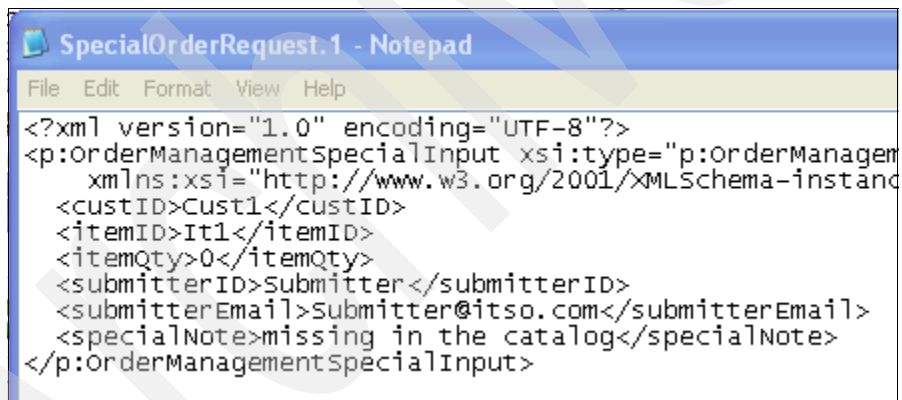 SpecialOrderRequest.1 - Notepad
File Edit Format View Help
<?xml version="1.0" encoding="UTF-8"?>
<p:OrderManagementSpecialInput xsi:type="p:OrderManagem
xmlns:xsi="http://www.w3.org/2001/XMLSchema-instanc
<custID>Cust1</custID>
<itemID>It1</itemID>
<itemQty>0</itemQty>
<submitterID>Submitter</submitterID>
<submitterEmail>Submitter@itso.com</submitterEmail>
<specialNote>missing in the catalog</specialNote>
</p:OrderManagementSpecialInput>